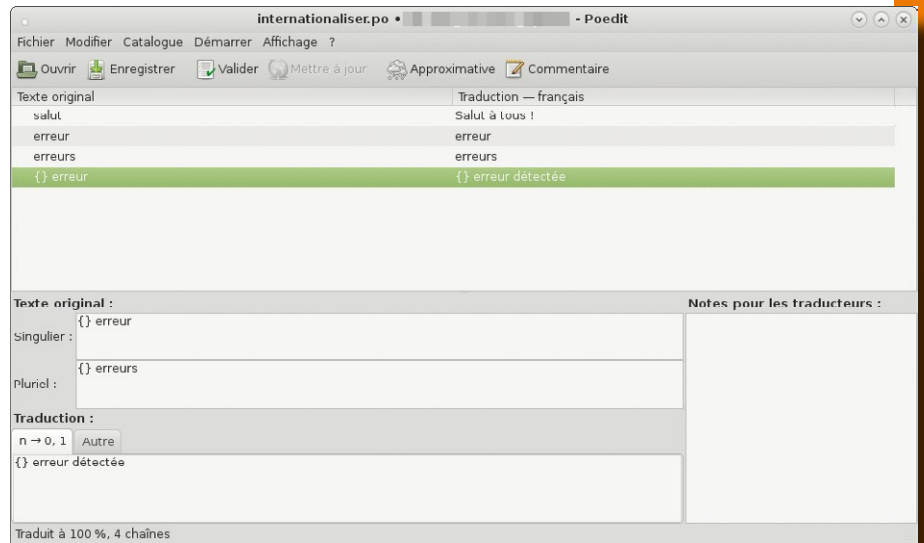 internationaliser.po • - Poedit
Fichier Modifier Catalogue Démarrer Affichage ?
Ouvrir Enregistrer Valider Mettre à jour Approximative Commentaire
Texte original Traduction — français
salut Salut à tous !
erreur erreur
erreurs erreurs
{} erreur {} erreur détectée
Texte original : Notes pour les traducteurs :
Singulier : {} erreur
Pluriel : {} erreurs
Traduction :
n → 0, 1 Autre
{} erreur détectée
Traduit à 100 %, 4 chaînes